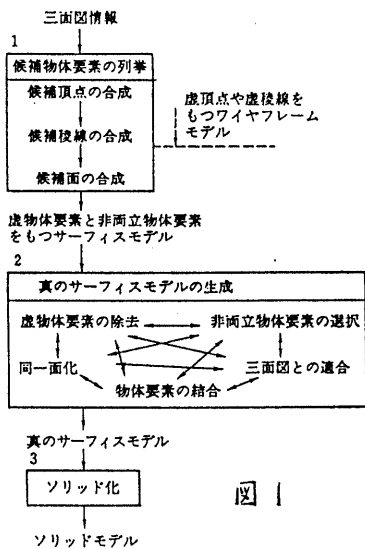 三面図情報
1
候補物体要素の列挙
候補頂点の合成
候補稜線の合成
候補面の合成
虚頂点や虚稜線を
もつワイヤフレーム
モデル
虚物体要素と非両立物体要素
をもつサーフィスモデル
2
真のサーフィスモデルの生成
虚物体要素の除去
非両立物体要素の選択
同一面化
三面図との適合
物体要素の結合
真のサーフィスモデル
3
ソリッド化
ソリッドモデル
図1